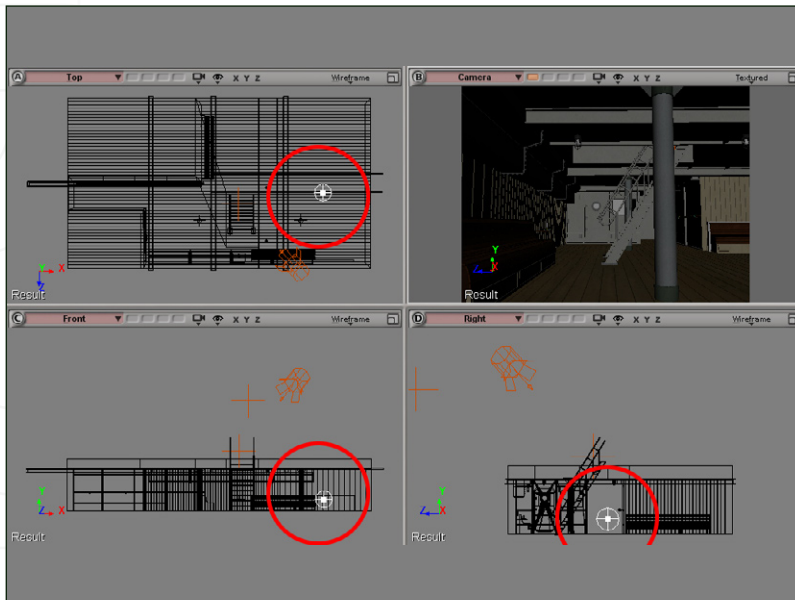 A Top X Y Z Wireframe
B Camera X Y Z Textured
Y
X
Z
Result
Y
Z X
Result
C Front X Y Z Wireframe
D Right X Y Z Wireframe
Y
Z X
Result
Y
Z X
Result